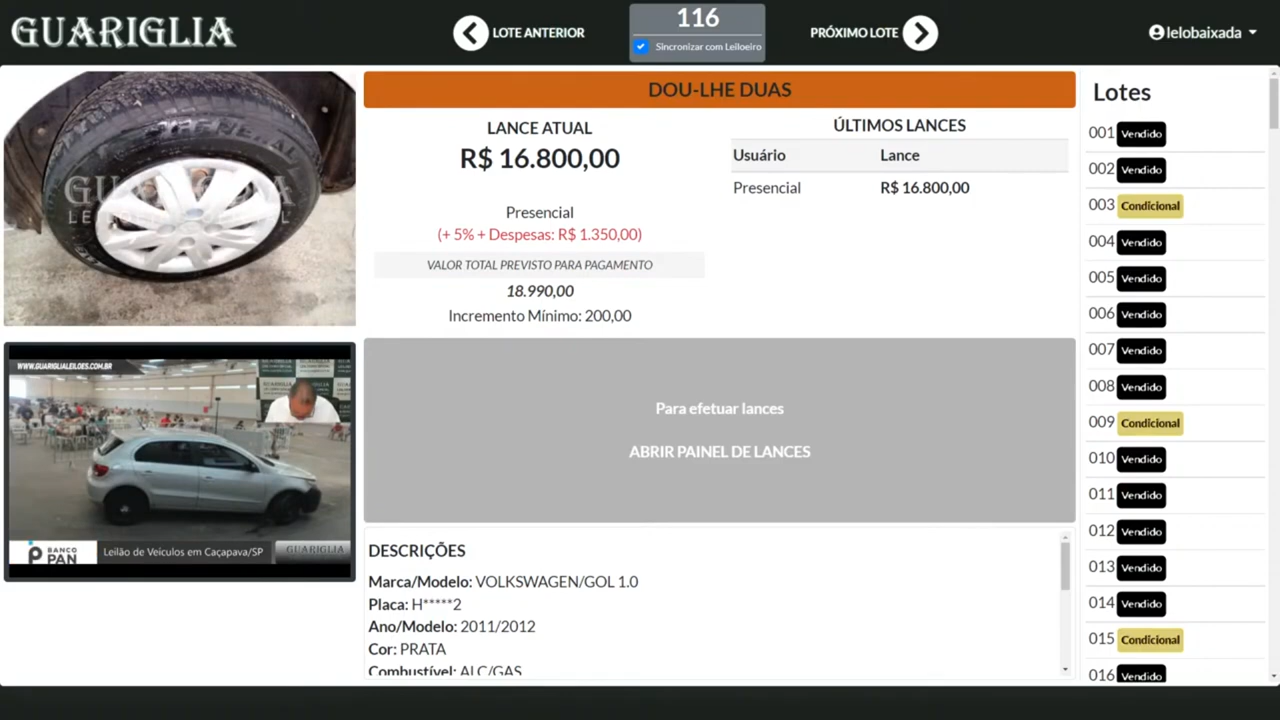 GUARIGLIA
LOTE ANTERIOR
116
Sincronizar com Leiloeiro
PRÓXIMO LOTE
lelobaixada
DOU-LHE DUAS
LANCE ATUAL
R$ 16.800,00
Presencial
(+ 5% + Despesas: R$ 1.350,00)
VALOR TOTAL PREVISTO PARA PAGAMENTO
18.990,00
Incremento Mínimo: 200,00
ÚLTIMOS LANCES
Usuário Lance
Presencial R$ 16.800,00
Para efetuar lances
ABRIR PAINEL DE LANCES
DESCRIÇÕES
Marca/Modelo: VOLKSWAGEN/GOL 1.0
Placa: H*****2
Ano/Modelo: 2011/2012
Cor: PRATA
Combustível: ALC/GAS
WWW.GUARIGLIALEILOES.COM.BR
BANCO
PAN
Leilão de Veículos em Caçapava/SP
GUARIGLIA
Lotes
001 Vendido
002 Vendido
003 Condicional
004 Vendido
005 Vendido
006 Vendido
007 Vendido
008 Vendido
009 Condicional
010 Vendido
011 Vendido
012 Vendido
013 Vendido
014 Vendido
015 Condicional
016 Vendido